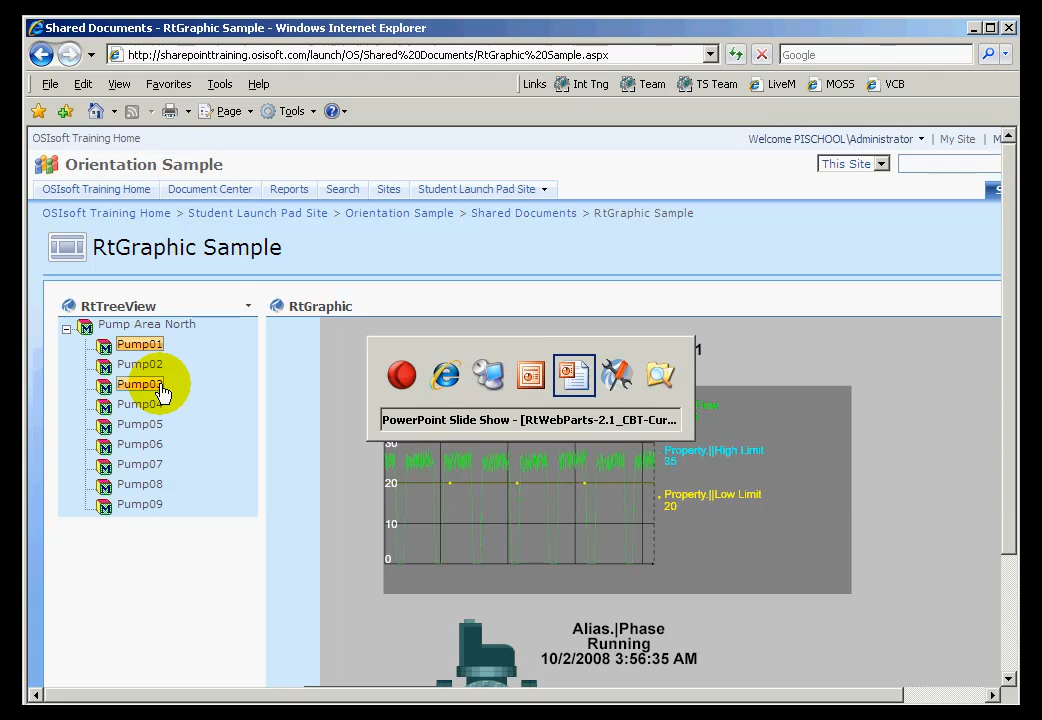 Shared Documents - RtGraphic Sample - Windows Internet Explorer
http://sharepointtraining.osisoft.com/launch/OS/Shared%20Documents/RtGraphic%20Sample.aspx
Google
File Edit View Favorites Tools Help
Links Int Tng Team TS Team LiveM MOSS VCB
Page Tools
OSIsoft Training Home
Welcome PISCHOOL\Administrator | My Site | M
Orientation Sample
This Site
OSIsoft Training Home Document Center Reports Search Sites Student Launch Pad Site
OSIsoft Training Home > Student Launch Pad Site > Orientation Sample > Shared Documents > RtGraphic Sample
RtGraphic Sample
RtTreeView
Pump Area North
Pump01
Pump02
Pump03
Pump04
Pump05
Pump06
Pump07
Pump08
Pump09
RtGraphic
1
PowerPoint Slide Show - [RtWebParts-2.1_CBT-Cur...
30
20
10
0
Property.||High Limit
35
Property.||Low Limit
20
Alias.|Phase
Running
10/2/2008 3:56:35 AM